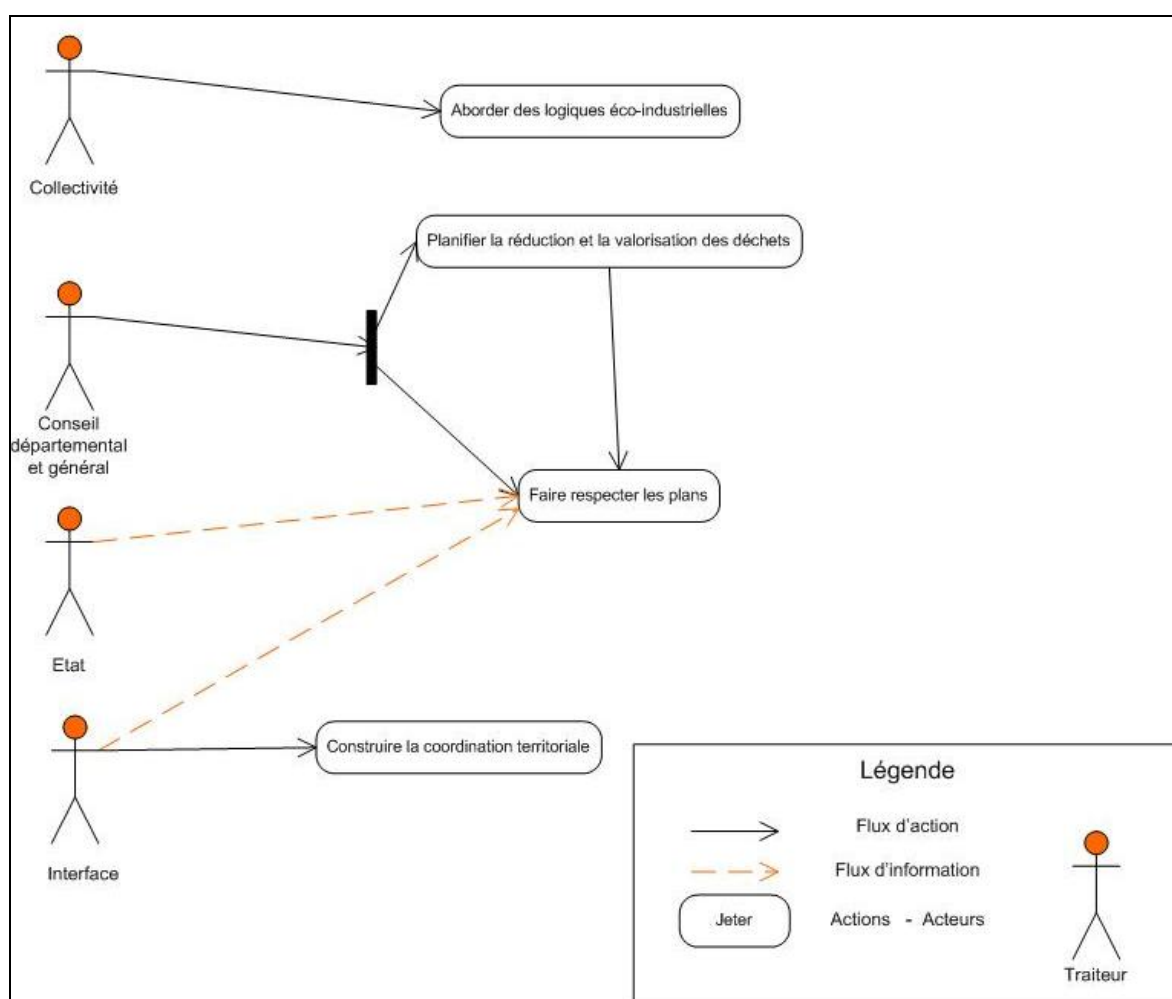 Aborder des logiques éco-industrielles
Collectivité
Planifier la réduction et la valorisation des déchets
Conseil
départemental
et général
Faire respecter les plans
Etat
Construire la coordination territoriale
Interface
Légende
Flux d'action
Flux d'information
Jeter
Actions - Acteurs
Traiteur